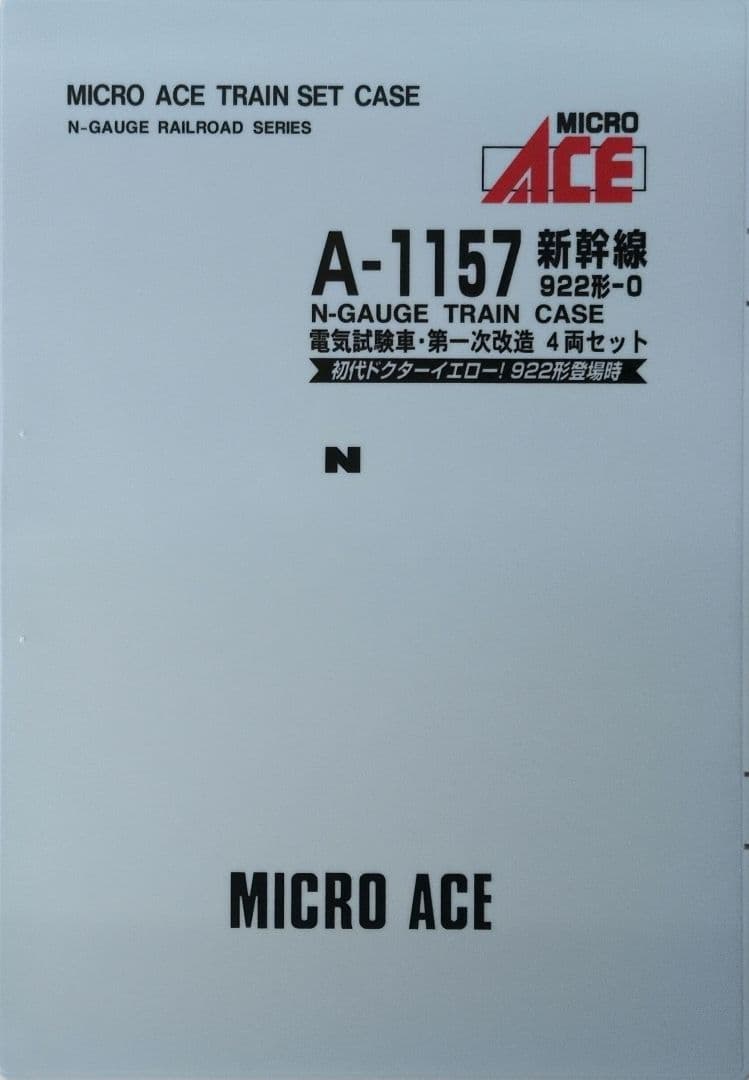 MICRO ACE TRAIN SET CASE
N-GAUGE RAILROAD SERIES
MICRO
ACE
A-1157 新幹線
922形-0
N-GAUGE TRAIN CASE
電気試験車・第一次改造 4両セット
初代ドクターイエロー!922形登場時
N
MICRO ACE